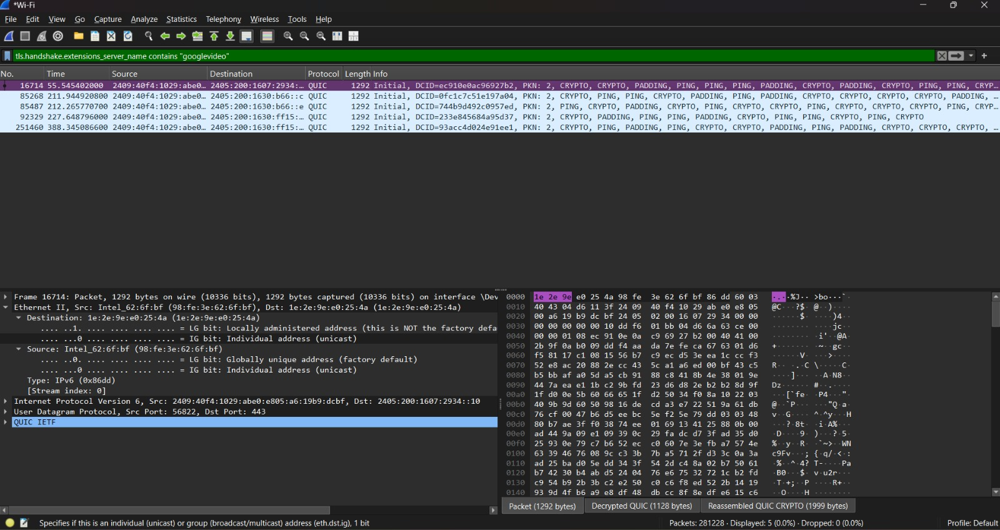 *Wi-Fi
File Edit View Go Capture Analyze Statistics Telephony Wireless Tools Help
tls.handshake.extensions_server_name contains "googlevideo"
No. Time Source Destination Protocol Length Info
16714 55.545402000 2409:40f4:1029:abe0… 2405:200:1607:2934:… QUIC 1292 Initial, DCID=ec910e0ac96927b2, PKN: 2, CRYPTO, CRYPTO, PADDING, PING, PING, PING, PADDING, CRYPTO, PADDING, CRYPTO, PING, PING, CRYP…
85268 211.944920800 2409:40f4:1029:abe0… 2405:200:1630:b66::c QUIC 1292 Initial, DCID=0fc1c7c51e197a04, PKN: 2, CRYPTO, PING, PING, CRYPTO, PADDING, PING, PADDING, CRYPTO, CRYPTO, CRYPTO, CRYPTO, PADDING, …
85487 212.265770700 2409:40f4:1029:abe0… 2405:200:1630:b66::e QUIC 1292 Initial, DCID=744b9d492c0957ed, PKN: 2, PING, CRYPTO, PADDING, CRYPTO, PING, CRYPTO, PING, CRYPTO, CRYPTO, CRYPTO, PING, CRYP…
92329 227.648796000 2409:40f4:1029:abe0… 2405:200:1630:ff15:… QUIC 1292 Initial, DCID=233e845684a95d37, PKN: 2, CRYPTO, PADDING, PING, PING, PADDING, CRYPTO, PING, PING, CRYPTO, PING, CRYPTO
251460 388.345086600 2409:40f4:1029:abe0… 2405:200:1630:ff15:… QUIC 1292 Initial, DCID=93acc4d024e91ee1, PKN: 2, CRYPTO, PING, PADDING, PING, CRYPTO, CRYPTO, PADDING, PING, PADDING, CRYPTO, CRYPTO, CRYPTO, …
Frame 16714: Packet, 1292 bytes on wire (10336 bits), 1292 bytes captured (10336 bits) on interface \Dev
Ethernet II, Src: Intel_62:6f:bf (98:fe:3e:62:6f:bf), Dst: 1e:2e:9e:e0:25:4a (1e:2e:9e:e0:25:4a)
Destination: 1e:2e:9e:e0:25:4a (1e:2e:9e:e0:25:4a)
.... ..1. .... .... .... .... = LG bit: Locally administered address (this is NOT the factory defa
.... ...0 .... .... .... .... = IG bit: Individual address (unicast)
Source: Intel_62:6f:bf (98:fe:3e:62:6f:bf)
.... ..0. .... .... .... .... = LG bit: Globally unique address (factory default)
.... ...0 .... .... .... .... = IG bit: Individual address (unicast)
Type: IPv6 (0x86dd)
[Stream index: 0]
Internet Protocol Version 6, Src: 2409:40f4:1029:abe0:e805:a6:19b9:dcbf, Dst: 2405:200:1607:2934::10
User Datagram Protocol, Src Port: 56822, Dst Port: 443
QUIC IETF
0000 1e 2e 9e e0 25 4a 98 fe 3e 62 6f bf 86 dd 60 03
0010 40 43 04 d6 11 3f 24 09 40 f4 10 29 ab e0 e8 05
0020 00 a6 19 b9 dc bf 24 05 02 00 16 07 29 34 00 00
0030 00 00 00 00 00 10 dd f6 01 bb 04 d6 6a 63 ce 00
0040 00 00 01 08 ec 91 0e 0a c9 69 27 b2 00 40 41 00
0050 2b 9f 0a b0 09 dd f4 aa da 7e fe ca 67 63 01 d6
0060 f5 81 17 c1 08 15 56 b7 c9 ec d5 3e ea 1c cc f3
0070 52 e8 ac 20 88 2e cc 43 5c a1 a6 ed 00 bf 43 c5
0080 b5 bb af a0 5d a5 cb 91 88 c8 41 8b 4e 38 01 9e
0090 44 7a ea e1 1b c2 9b fd 23 d6 d8 2e b2 b2 8d 9f
00a0 1f d0 0e 5b 60 66 65 1f d2 50 34 f0 8a 10 22 03
00b0 40 9b 9d 60 50 98 16 de cd a3 e7 22 51 9a 61 db
00c0 76 cf 00 47 b6 d5 ee bc 5e f2 5e 79 dd 03 03 48
00d0 80 b7 ae 3f f0 38 74 ee 01 69 13 41 25 88 0b 00
00e0 ad 44 9a 09 e1 09 39 0c 29 fa dc d7 3f ad 35 d0
00f0 25 93 0e 79 c7 b6 52 ec c0 60 7e 3e fb a7 57 4e
0100 63 39 46 76 08 9c c3 3b 7b a5 71 2f d3 3c 0a 3a
0110 ad 25 ba d0 5e dd 34 3f 54 2d c4 8a 02 b7 50 61
0120 b7 42 30 b4 ab d5 24 04 76 e6 75 32 72 1c b2 fd
0130 c9 54 b9 2b 3b c2 e2 50 c0 c6 f8 ed 52 2b 14 19
0140 93 9d 4f b6 a9 e8 df 48 db cc 8f 8e df e6 15 c6
Packet (1292 bytes) Decrypted QUIC (1128 bytes) Reassembled QUIC CRYPTO (1999 bytes)
Specifies if this is an individual (unicast) or group (broadcast/multicast) address (eth.dst.ig), 1 bit
Packets: 281228 · Displayed: 5 (0.0%) · Dropped: 0 (0.0%)
Profile: Default